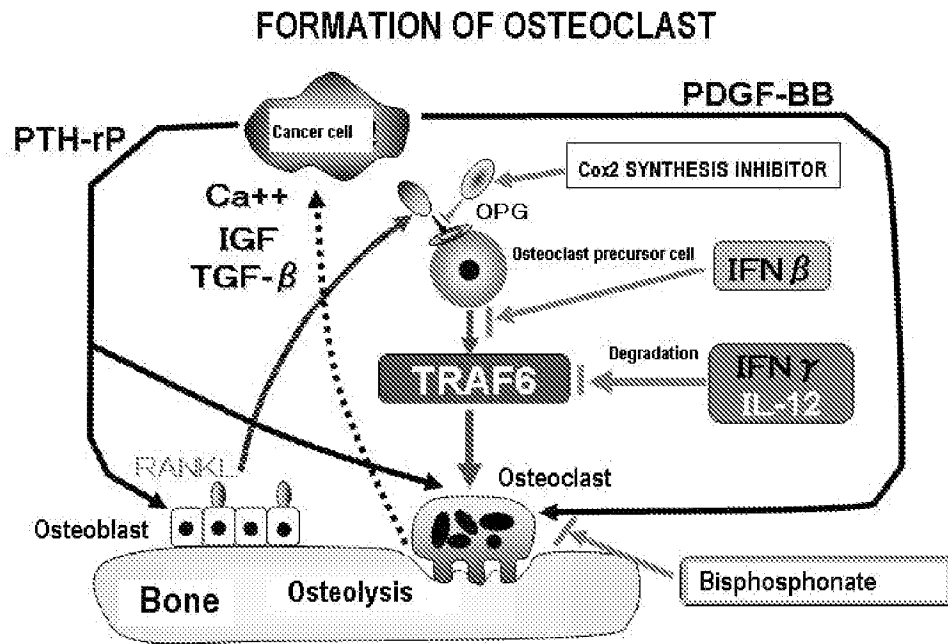 FORMATION OF OSTEOCLAST
PDGF-BB
PTH-rP
Cancer cell
Cox2 SYNTHESIS INHIBITOR
Ca++
IGF
TGF-β
OPG
Osteoclast precursor cell
IFNβ
Degradation
TRAF6
IFNγ
IL-12
RANKL
Osteoclast
Osteoblast
Bone
Osteolysis
Bisphosphonate